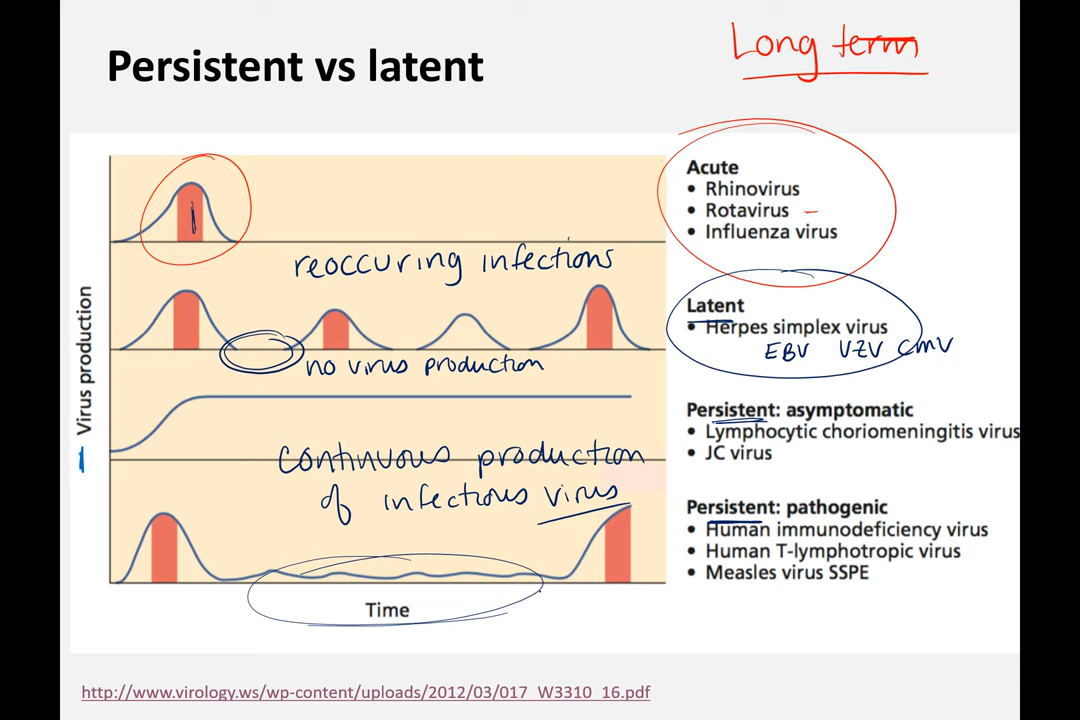 Persistent vs latent
Long term
Acute
• Rhinovirus
• Rotavirus
• Influenza virus
reoccuring infections
Latent
• Herpes simplex virus
EBV VZV CMV
no virus production
Persistent: asymptomatic
• Lymphocytic choriomeningitis virus
• JC virus
continuous production
of infectious virus
Persistent: pathogenic
• Human immunodeficiency virus
• Human T-lymphotropic virus
• Measles virus SSPE
Virus production
Time
http://www.virology.ws/wp-content/uploads/2012/03/017_W3310_16.pdf